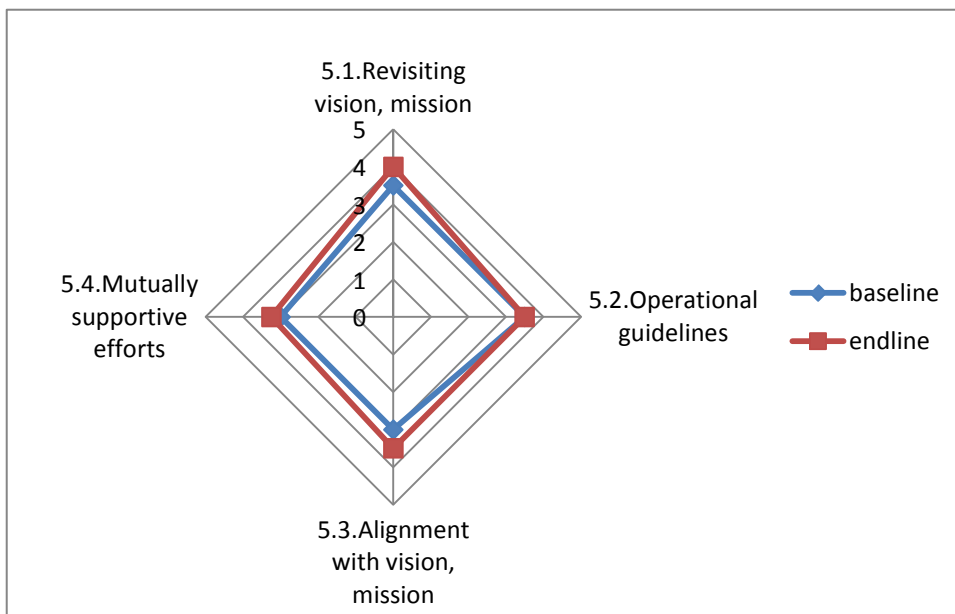 5.1.Revisiting
vision, mission
5
4
3
2
1
0
5.2.Operational
guidelines
5.3.Alignment
with vision,
mission
5.4.Mutually
supportive
efforts
baseline
endline